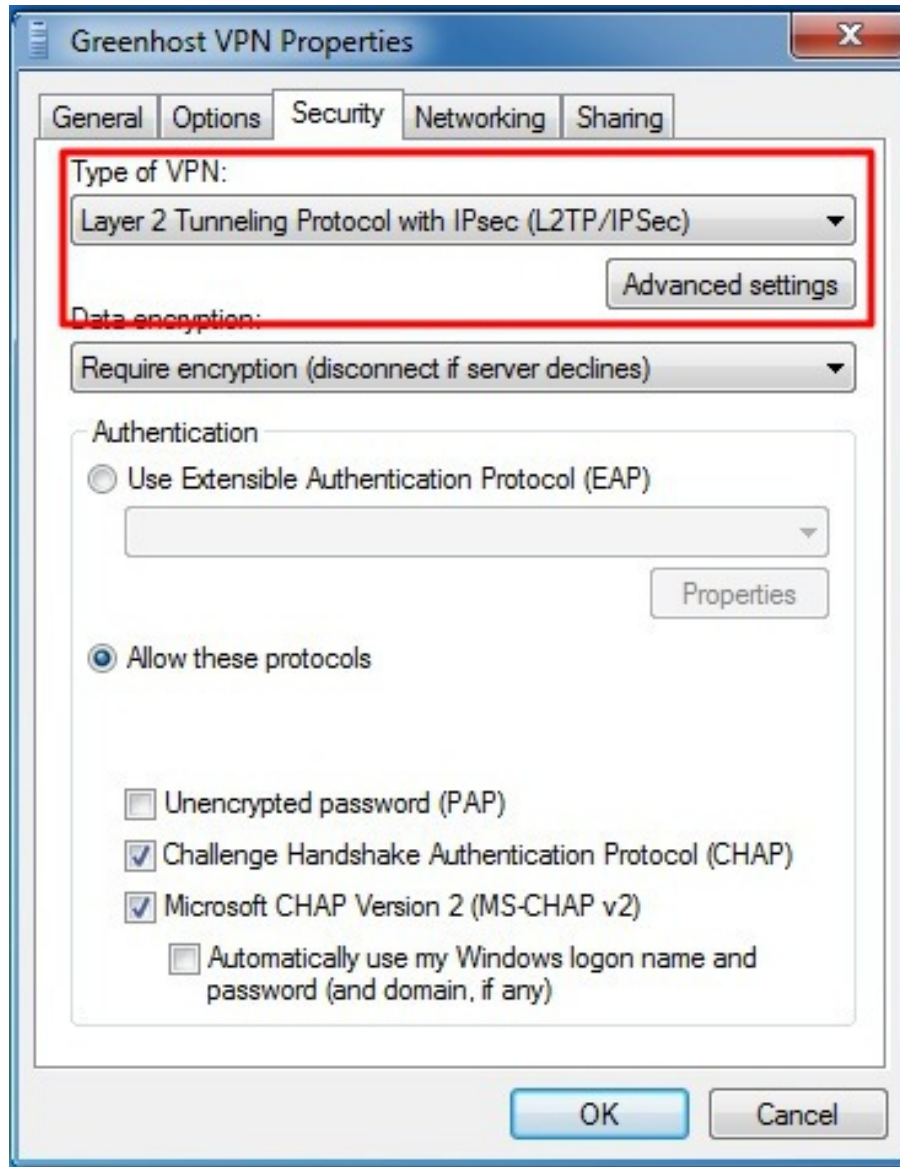 Greenhost VPN Properties
General Options Security Networking Sharing
Type of VPN:
Layer 2 Tunneling Protocol with IPsec (L2TP/IPSec)
Advanced settings
Data encryption:
Require encryption (disconnect if server declines)
Authentication
Use Extensible Authentication Protocol (EAP)
Properties
Allow these protocols
Unencrypted password (PAP)
Challenge Handshake Authentication Protocol (CHAP)
Microsoft CHAP Version 2 (MS-CHAP v2)
Automatically use my Windows logon name and
password (and domain, if any)
OK Cancel